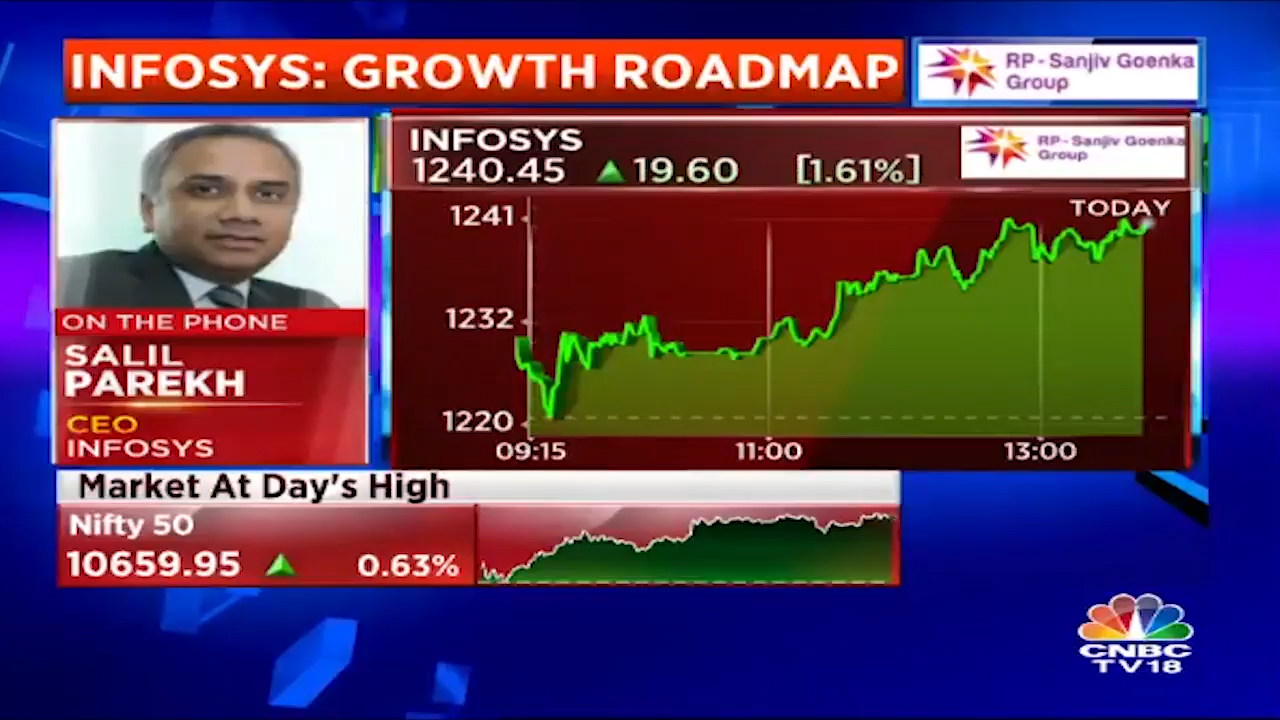 INFOSYS: GROWTH ROADMAP
RP-Sanjiv Goenka
Group
INFOSYS
1240.45 ▲ 19.60 [1.61%]
RP-Sanjiv Goenka
Group
TODAY
1241
1232
1220
09:15 11:00 13:00
ON THE PHONE
SALIL
PAREKH
CEO
INFOSYS
Market At Day's High
Nifty 50
10659.95 ▲ 0.63%
CNBC
TV18